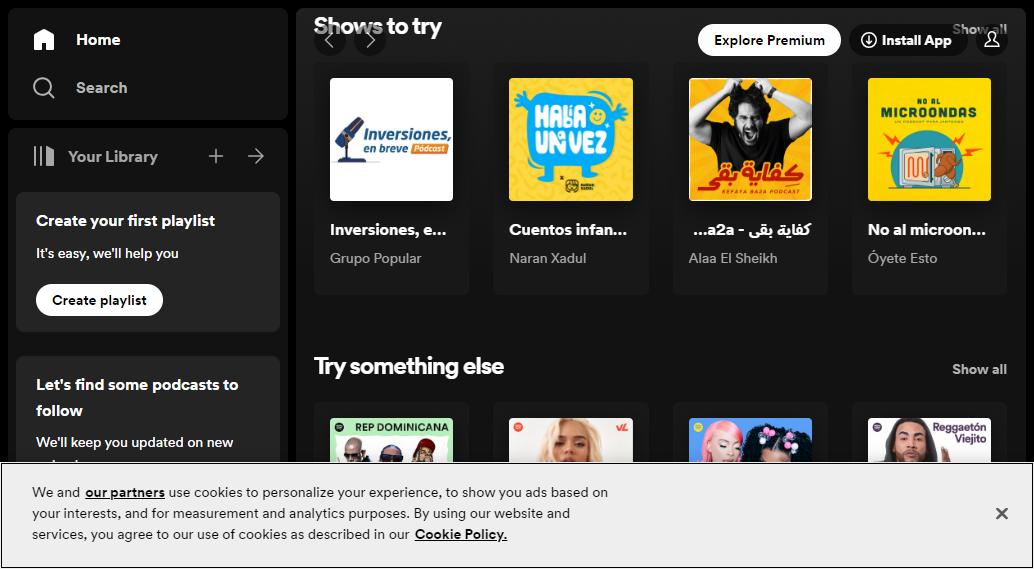 Home
Search
Your Library
Create your first playlist
It's easy, we'll help you
Create playlist
Let's find some podcasts to
follow
We'll keep you updated on new
Shows to try
Show all
Explore Premium
Install App
Inversiones,
en breve Pódcast
Inversiones, e...
Grupo Popular
HABÍA
UNA
VEZ
x
NARAN
XADUL
Cuentos infan...
Naran Xadul
كفاية بقى
KEFAYA BA2A PODCAST
...a2a - كفاية بقى
Alaa El Sheikh
NO AL
MICROONDAS
No al microon...
Óyete Esto
Try something else
Show all
REP DOMINICANA
VL
Reggaetón
Viejito
We and our partners use cookies to personalize your experience, to show you ads based on
your interests, and for measurement and analytics purposes. By using our website and
services, you agree to our use of cookies as described in our Cookie Policy.